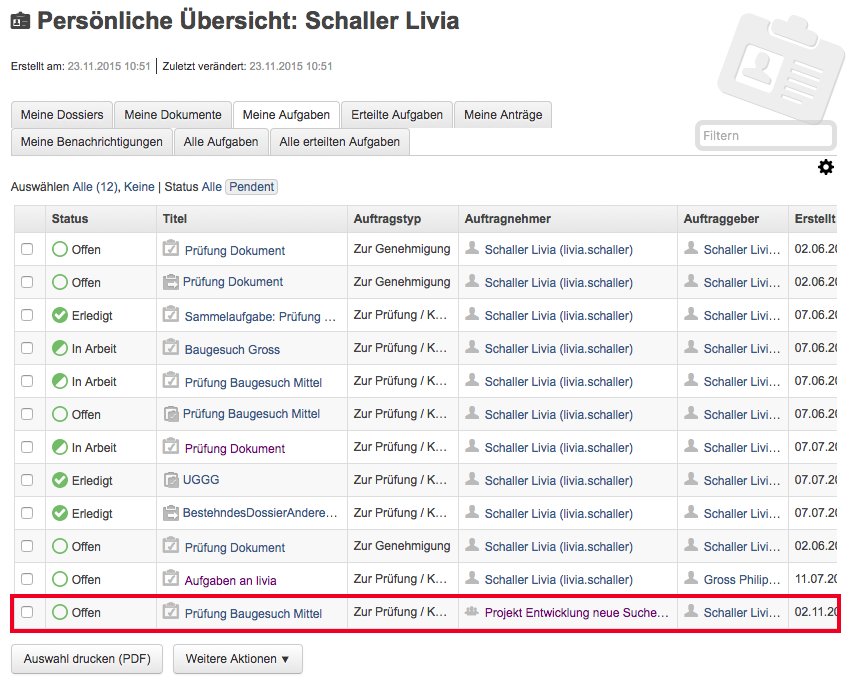 Persönliche Übersicht: Schaller Livia
Erstellt am: 23.11.2015 10:51 | Zuletzt verändert: 23.11.2015 10:51
Meine Dossiers Meine Dokumente Meine Aufgaben Erteilte Aufgaben Meine Anträge
Meine Benachrichtigungen Alle Aufgaben Alle erteilten Aufgaben
Filtern
Auswählen Alle (12), Keine | Status Alle Pendent
Status Titel Auftragstyp Auftragnehmer Auftraggeber Erstellt
Offen Prüfung Dokument Zur Genehmigung Schaller Livia (livia.schaller) Schaller Livi… 02.06.20
Offen Prüfung Dokument Zur Genehmigung Schaller Livia (livia.schaller) Schaller Livi… 02.06.20
Erledigt Sammelaufgabe: Prüfung … Zur Prüfung / K… Schaller Livia (livia.schaller) Schaller Livi… 07.06.20
In Arbeit Baugesuch Gross Zur Prüfung / K… Schaller Livia (livia.schaller) Schaller Livi… 07.06.20
In Arbeit Prüfung Baugesuch Mittel Zur Prüfung / K… Schaller Livia (livia.schaller) Schaller Livi… 07.06.20
Offen Prüfung Baugesuch Mittel Zur Prüfung / K… Schaller Livia (livia.schaller) Schaller Livi… 07.06.20
In Arbeit Prüfung Dokument Zur Prüfung / K… Schaller Livia (livia.schaller) Schaller Livi… 07.07.20
Erledigt UGGG Zur Prüfung / K… Schaller Livia (livia.schaller) Schaller Livi… 07.07.20
Erledigt BestehndesDossierAndere… Zur Prüfung / K… Schaller Livia (livia.schaller) Schaller Livi… 07.07.20
Offen Prüfung Dokument Zur Genehmigung Schaller Livia (livia.schaller) Schaller Livi… 02.06.20
Offen Aufgaben an livia Zur Prüfung / K… Schaller Livia (livia.schaller) Gross Philip… 11.07.20
Offen Prüfung Baugesuch Mittel Zur Prüfung / K… Projekt Entwicklung neue Suche… Schaller Livi… 02.11.20
Auswahl drucken (PDF) Weitere Aktionen ▼